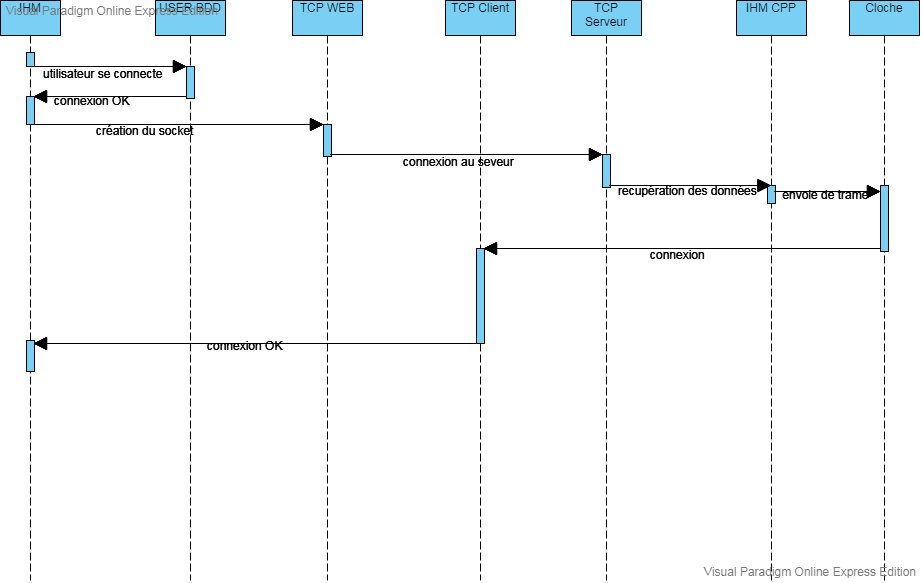 Visual Paradigm Online Express Edition
IHM
USER BDD
TCP WEB
TCP Client
TCP
Serveur
IHM CPP
Cloche
utilisateur se connecte
connexion OK
création du socket
connexion au seveur
recupération des données
envoie de trame
connexion
connexion OK
Visual Paradigm Online Express Edition